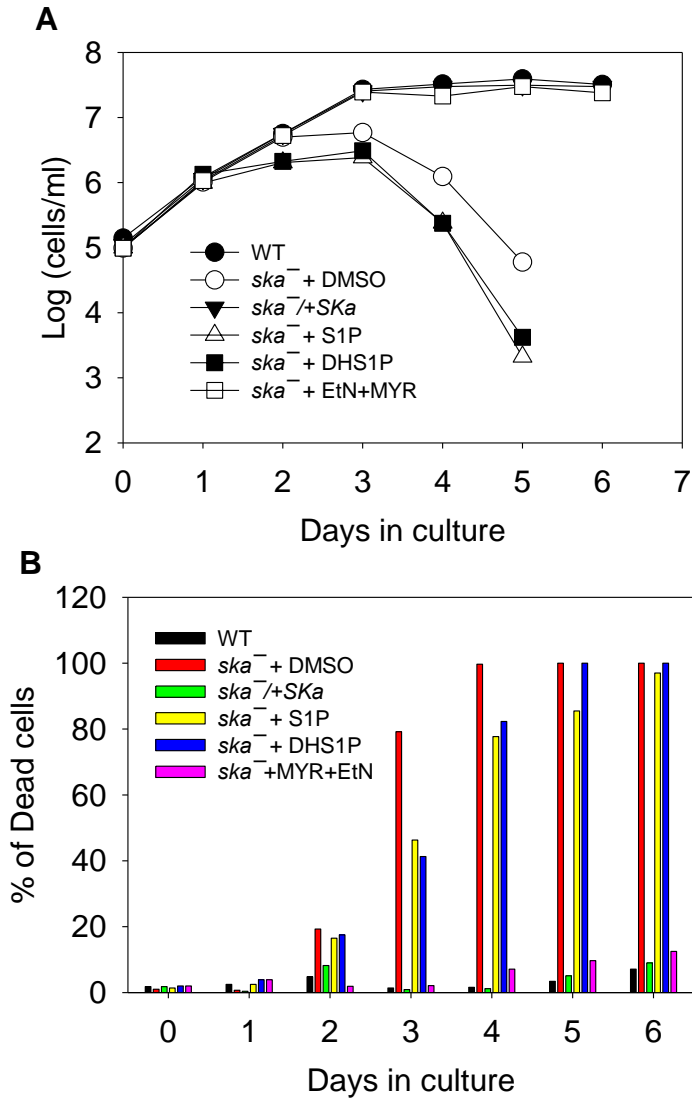 A
8
7
6
5
4
3
2
Log (cells/ml)
WT
ska¯ + DMSO
ska¯/+SKa
ska¯ + S1P
ska¯ + DHS1P
ska¯ + EtN+MYR
0 1 2 3 4 5 6 7
Days in culture
B
120
100
80
60
40
20
0
% of Dead cells
WT
ska¯ + DMSO
ska¯/+SKa
ska¯ + S1P
ska¯ + DHS1P
ska¯+MYR+EtN
0 1 2 3 4 5 6
Days in culture